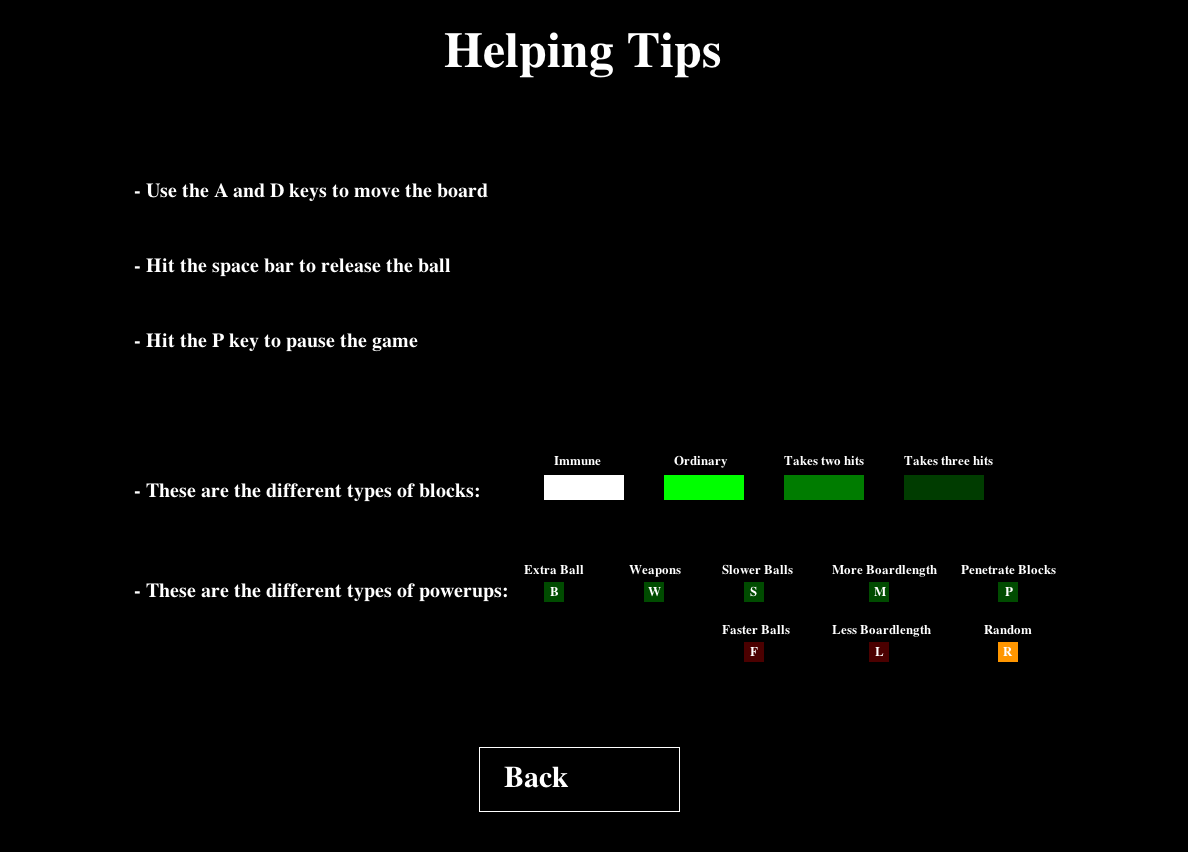 Helping Tips
- Use the A and D keys to move the board
- Hit the space bar to release the ball
- Hit the P key to pause the game
Immune Ordinary Takes two hits Takes three hits
- These are the different types of blocks:
Extra Ball Weapons Slower Balls More Boardlength Penetrate Blocks
- These are the different types of powerups: B W S M P
Faster Balls Less Boardlength Random
F L R
Back